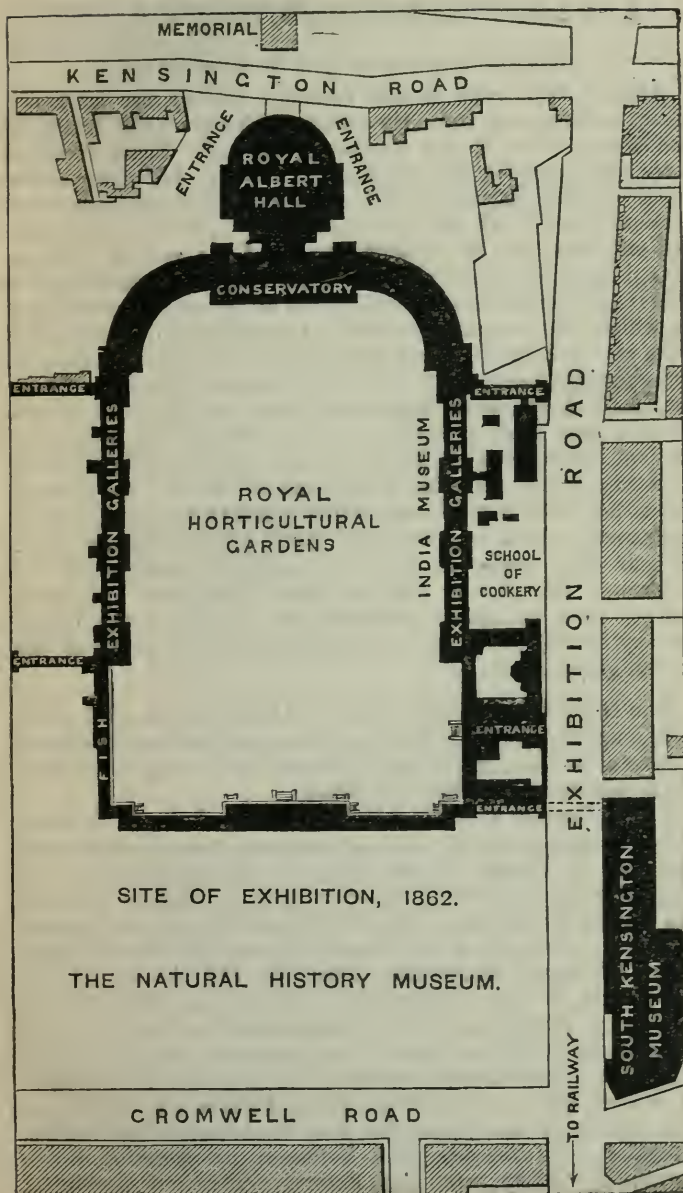 MEMORIAL
KENSINGTON ROAD
ENTRANCE
ENTRANCE
ROYAL
ALBERT
HALL
CONSERVATORY
ENTRANCE
ENTRANCE
EXHIBITION GALLERIES
ROYAL
HORTICULTURAL
GARDENS
INDIA MUSEUM
EXHIBITION GALLERIES
SCHOOL
OF
COOKERY
EXHIBITION ROAD
ENTRANCE
FISH
ENTRANCE
ENTRANCE
SITE OF EXHIBITION, 1862.
THE NATURAL HISTORY MUSEUM.
SOUTH KENSINGTON
MUSEUM
CROMWELL ROAD
TO RAILWAY